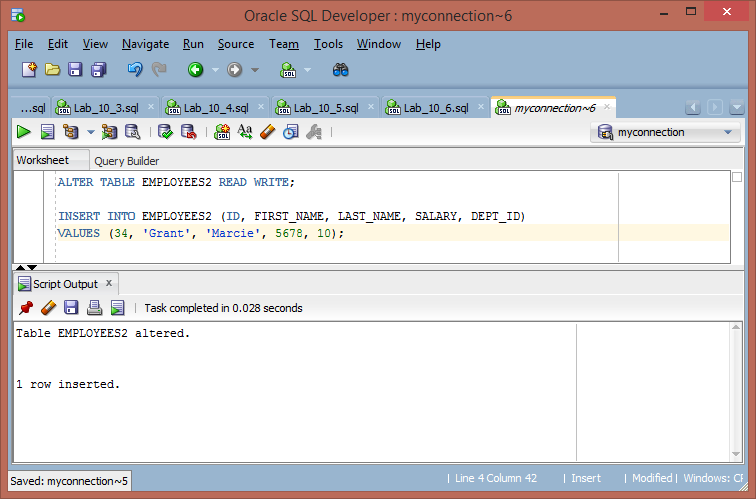 Oracle SQL Developer : myconnection~6
File Edit View Navigate Run Source Team Tools Window Help
...sql Lab_10_3.sql Lab_10_4.sql Lab_10_5.sql Lab_10_6.sql myconnection~6
myconnection
Worksheet Query Builder
ALTER TABLE EMPLOYEES2 READ WRITE;
INSERT INTO EMPLOYEES2 (ID, FIRST_NAME, LAST_NAME, SALARY, DEPT_ID)
VALUES (34, 'Grant', 'Marcie', 5678, 10);
Script Output x
Task completed in 0.028 seconds
Table EMPLOYEES2 altered.
1 row inserted.
Saved: myconnection~5 | Line 4 Column 42 | Insert | Modified | Windows: CF